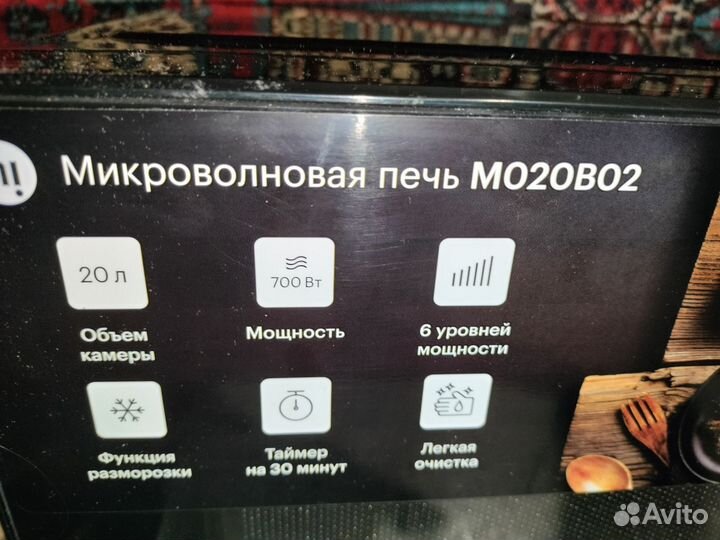 Микроволновая печь MO20B02
20 л
700 Вт
Объем
камеры
Мощность
6 уровней
мощности
Функция
разморозки
Таймер
на 30 минут
Легкая
очистка
Avito